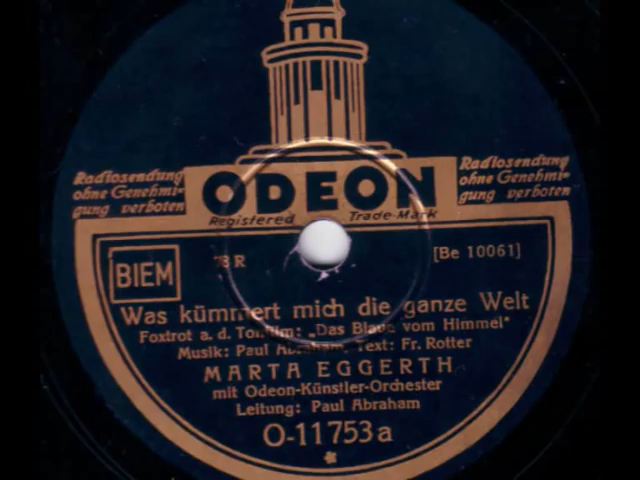 Radiosendung
ohne Genehmi-
gung verboten
ODEON
Radiosendung
ohne Genehmi-
gung verboten
Registered Trade-Mark
BIEM
78 R
[Be 10061]
Was kümmert mich die ganze Welt
Foxtrot a. d. Tonfilm: „Das Blaue vom Himmel"
Musik: Paul Abraham, Text: Fr. Rotter
MARTA EGGERTH
mit Odeon-Künstler-Orchester
Leitung: Paul Abraham
O-11753a